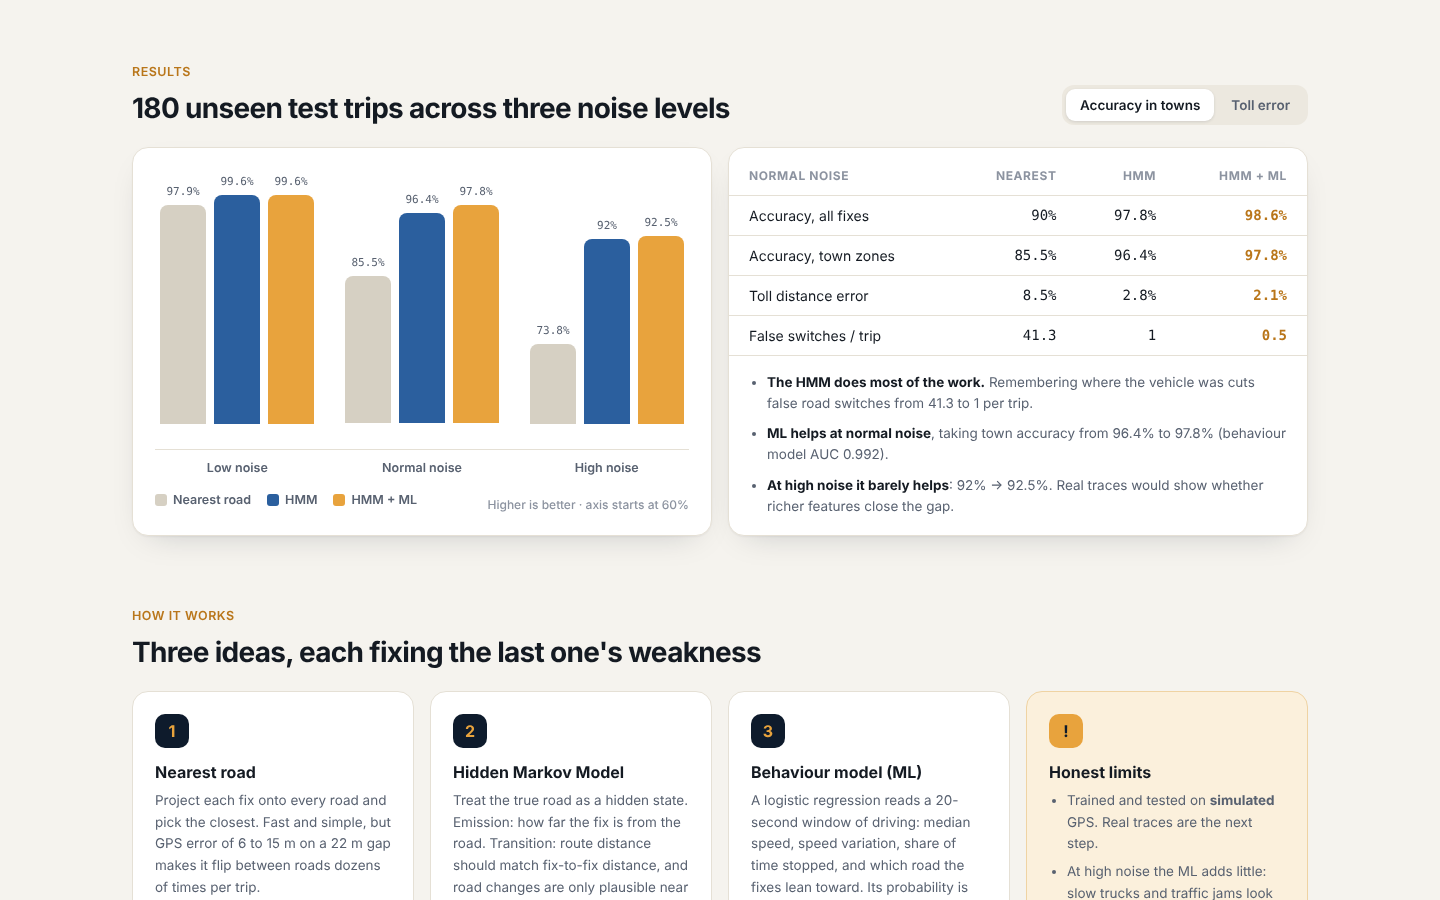 RESULTS
180 unseen test trips across three noise levels
Accuracy in towns
Toll error
97.9%
99.6%
99.6%
85.5%
96.4%
97.8%
73.8%
92%
92.5%
Low noise
Normal noise
High noise
Nearest road
HMM
HMM + ML
Higher is better · axis starts at 60%
NORMAL NOISE NEAREST HMM HMM + ML
Accuracy, all fixes 90% 97.8% 98.6%
Accuracy, town zones 85.5% 96.4% 97.8%
Toll distance error 8.5% 2.8% 2.1%
False switches / trip 41.3 1 0.5
• The HMM does most of the work. Remembering where the vehicle was cuts
false road switches from 41.3 to 1 per trip.
• ML helps at normal noise, taking town accuracy from 96.4% to 97.8% (behaviour
model AUC 0.992).
• At high noise it barely helps: 92% → 92.5%. Real traces would show whether
richer features close the gap.
HOW IT WORKS
Three ideas, each fixing the last one's weakness
1
Nearest road
Project each fix onto every road and
pick the closest. Fast and simple, but
GPS error of 6 to 15 m on a 22 m gap
makes it flip between roads dozens
of times per trip.
2
Hidden Markov Model
Treat the true road as a hidden state.
Emission: how far the fix is from the
road. Transition: route distance
should match fix-to-fix distance, and
road changes are only plausible near
3
Behaviour model (ML)
A logistic regression reads a 20-
second window of driving: median
speed, speed variation, share of
time stopped, and which road the
fixes lean toward. Its probability is
!
Honest limits
• Trained and tested on simulated
GPS. Real traces are the next
step.
• At high noise the ML adds little:
slow trucks and traffic jams look